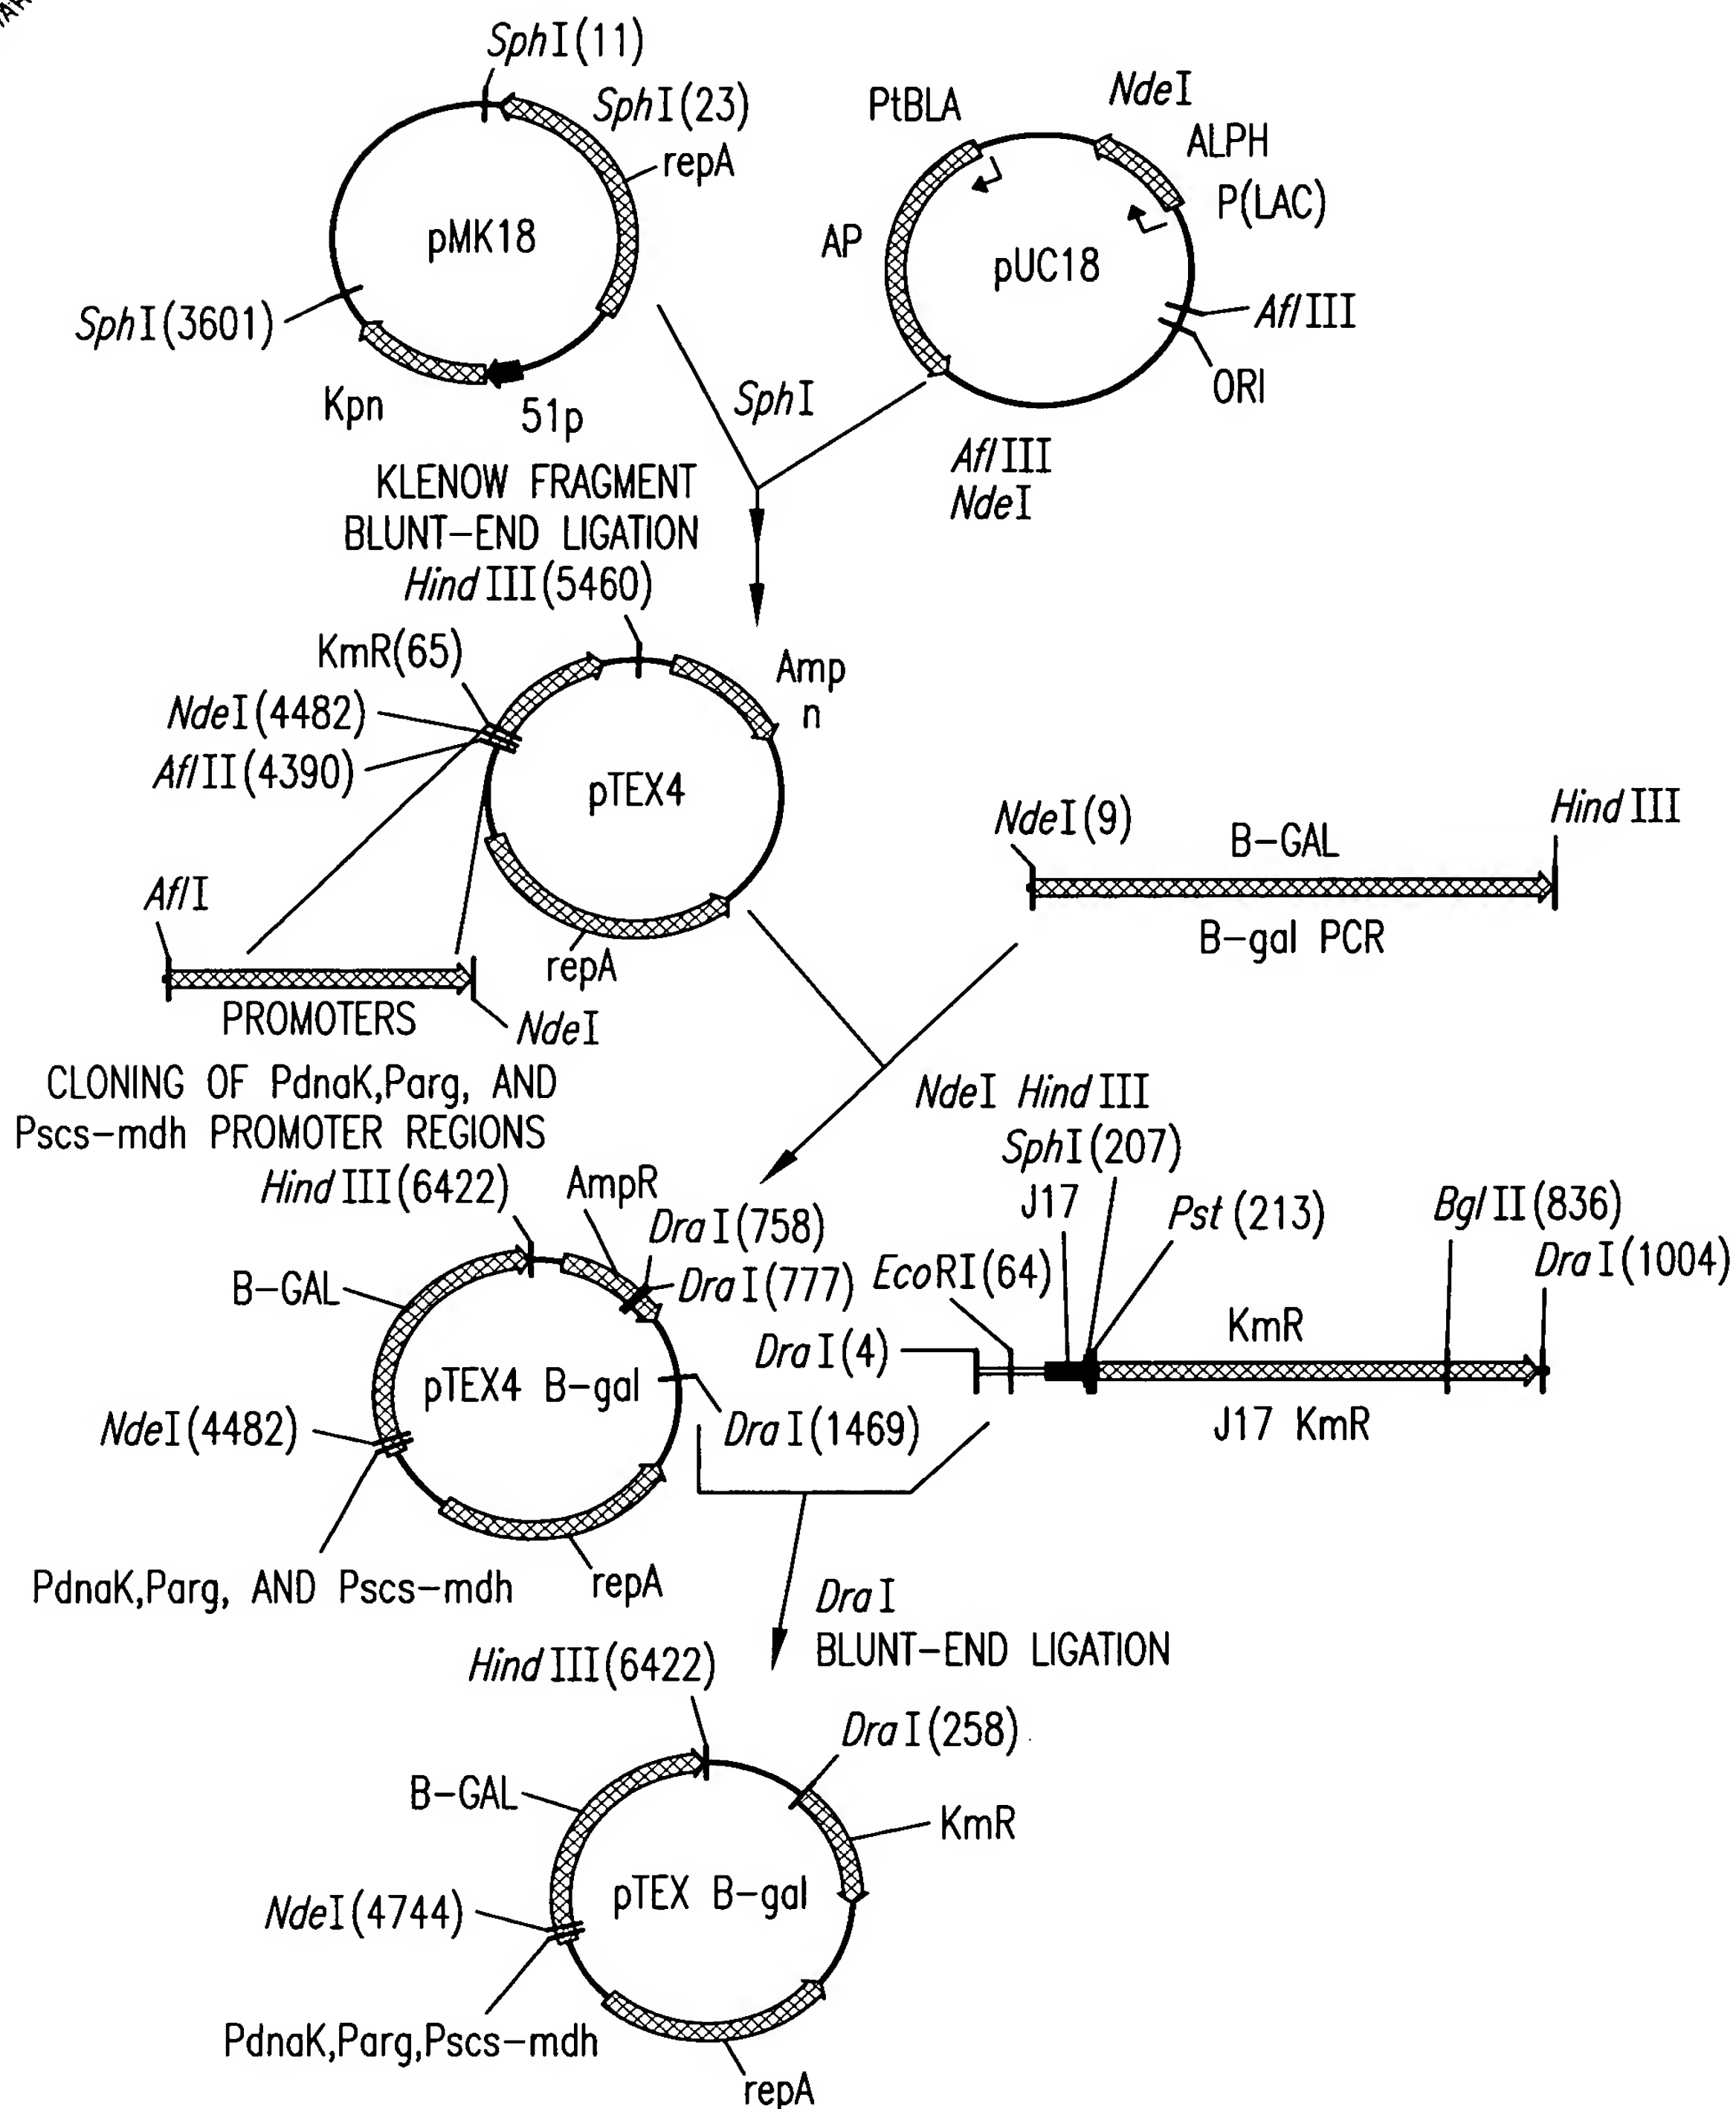 SphI(11)
SphI(23)
repA
pMK18
SphI(3601)
Kpn
51p
PtBLA
NdeI
ALPH
P(LAC)
AP
pUC18
AflIII
ORI
SphI
AflIII
NdeI
KLENOW FRAGMENT
BLUNT-END LIGATION
HindIII(5460)
KmR(65)
NdeI(4482)
AflII(4390)
Amp
n
pTEX4
repA
AflI
PROMOTERS
NdeI
CLONING OF PdnaK,Parg, AND
Pscs-mdh PROMOTER REGIONS
NdeI(9)
B-GAL
HindIII
B-gal PCR
NdeI HindIII
HindIII(6422)
AmpR
DraI(758)
DraI(777)
B-GAL
pTEX4 B-gal
NdeI(4482)
DraI(1469)
PdnaK,Parg, AND Pscs-mdh
repA
SphI(207)
J17
Pst(213)
BglII(836)
DraI(1004)
EcoRI(64)
KmR
DraI(4)
J17 KmR
DraI
BLUNT-END LIGATION
HindIII(6422)
DraI(258)
B-GAL
KmR
pTEX B-gal
NdeI(4744)
PdnaK,Parg,Pscs-mdh
repA